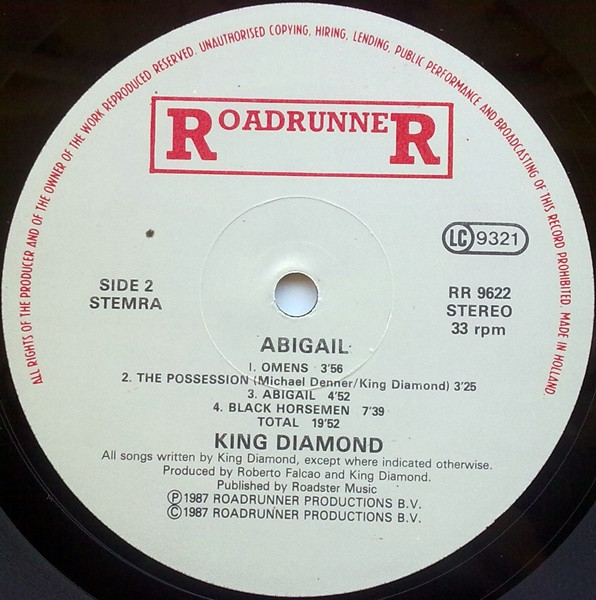 ALL RIGHTS OF THE PRODUCER AND OF THE OWNER OF THE WORK REPRODUCED RESERVED. UNAUTHORISED COPYING, HIRING, LENDING, PUBLIC PERFORMANCE AND BROADCASTING OF THIS RECORD PROHIBITED. MADE IN HOLLAND
ROADRUNNER
LC 9321
SIDE 2
STEMRA
RR 9622
STEREO
33 rpm
ABIGAIL
1. OMENS 3'56
2. THE POSSESSION (Michael Denner/King Diamond) 3'25
3. ABIGAIL 4'52
4. BLACK HORSEMEN 7'39
TOTAL 19'52
KING DIAMOND
All songs written by King Diamond, except where indicated otherwise.
Produced by Roberto Falcao and King Diamond.
Published by Roadster Music
Ⓟ1987 ROADRUNNER PRODUCTIONS B.V.
©1987 ROADRUNNER PRODUCTIONS B.V.